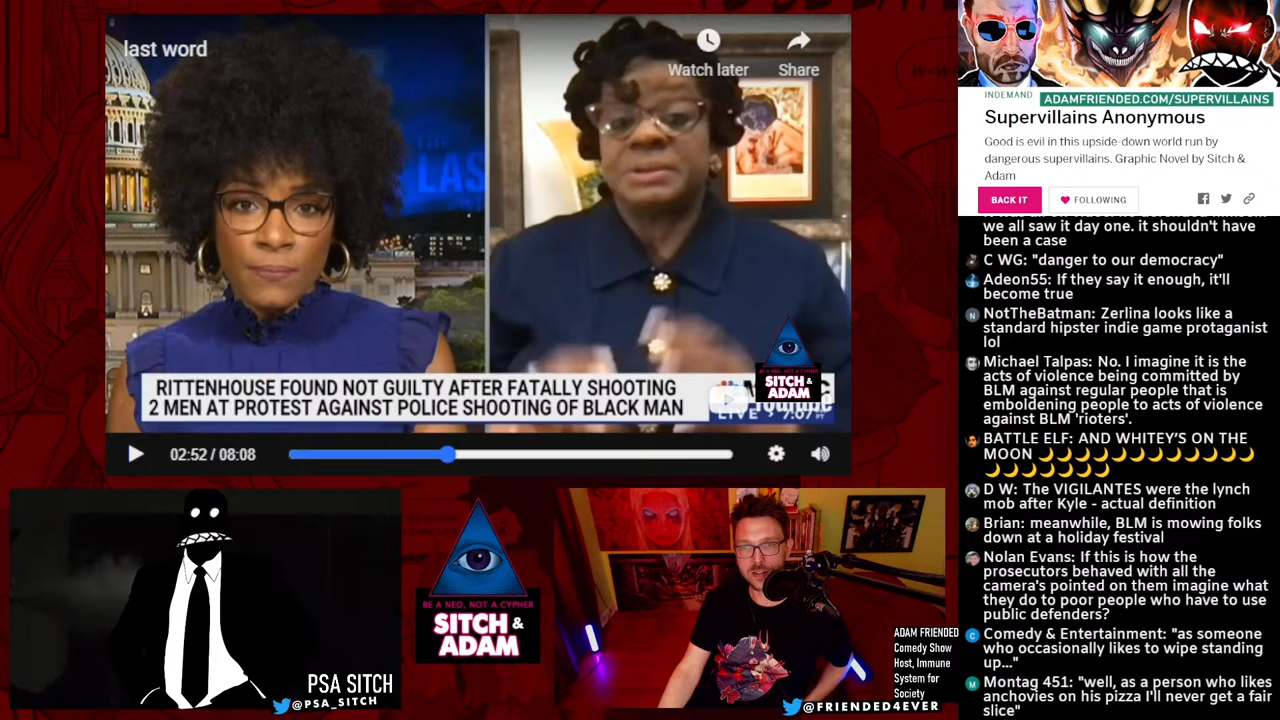 last word
Watch later
Share
THE
LAS
RITTENHOUSE FOUND NOT GUILTY AFTER FATALLY SHOOTING
2 MEN AT PROTEST AGAINST POLICE SHOOTING OF BLACK MAN
LIVE
BE A NEO, NOT A CYPHER
SITCH &
ADAM
02:52 / 08:08
PSA SITCH
@PSA_SITCH
BE A NEO, NOT A CYPHER
SITCH &
ADAM
ADAM FRIENDED
Comedy Show
Host, Immune
System for
Society
@FRIENDED4EVER
INDEMAND
ADAMFRIENDED.COM/SUPERVILLAINS
Supervillains Anonymous
Good is evil in this upside-down world run by
dangerous supervillains. Graphic Novel by Sitch &
Adam
BACK IT
FOLLOWING
we all saw it day one. it shouldn't have
been a case
C WG: "danger to our democracy"
Adeon55: If they say it enough, it'll
become true
NotTheBatman: Zerlina looks like a
standard hipster indie game protaganist
lol
Michael Talpas: No. I imagine it is the
acts of violence being committed by
BLM against regular people that is
emboldening people to acts of violence
against BLM 'rioters'.
BATTLE ELF: AND WHITEY'S ON THE
MOON 🌙🌙🌙🌙🌙🌙🌙🌙🌙🌙🌙🌙🌙
🌙🌙🌙🌙🌙🌙🌙
D W: The VIGILANTES were the lynch
mob after Kyle - actual definition
Brian: meanwhile, BLM is mowing folks
down at a holiday festival
Nolan Evans: If this is how the
prosecutors behaved with all the
camera's pointed on them imagine what
they do to poor people who have to use
public defenders?
Comedy & Entertainment: "as someone
who occasionally likes to wipe standing
up..."
Montag 451: "well, as a person who likes
anchovies on his pizza I'll never get a fair
slice"